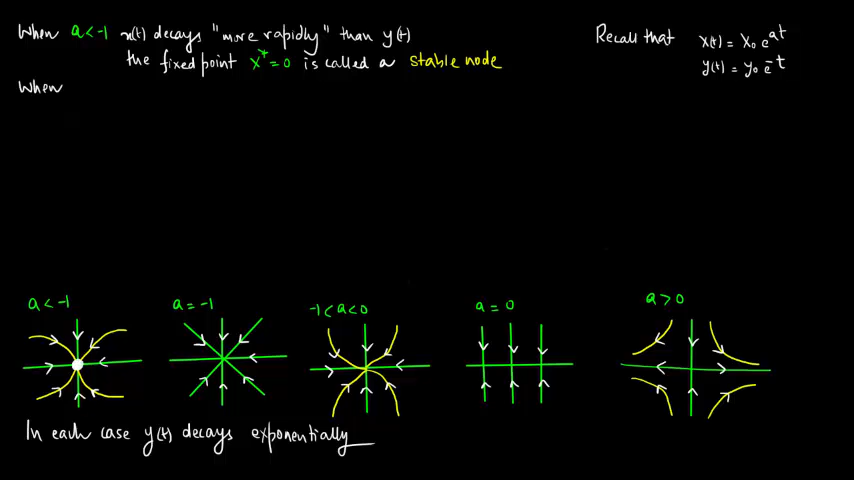 When a < -1 x(t) decays "more rapidly" than y(t)
the fixed point x* = 0 is called a stable node
When
Recall that x(t) = x₀ e^{at}
y(t) = y₀ e^{-t}
a < -1
a = -1
-1 < a < 0
a = 0
a > 0
In each case y(t) decays exponentially